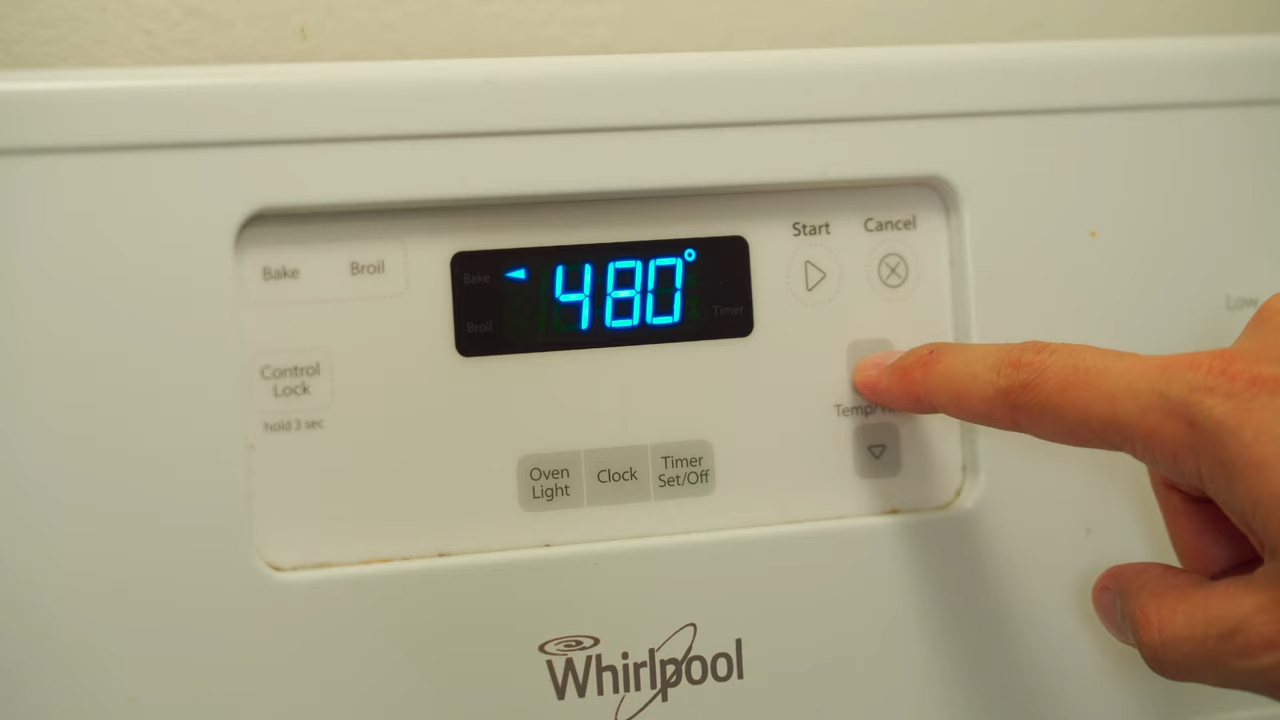 Bake
Broil
Bake
480°
Broil
Timer
Start
Cancel
Low
Control
Lock
hold 3 sec
Oven
Light
Clock
Timer
Set/Off
Whirlpool